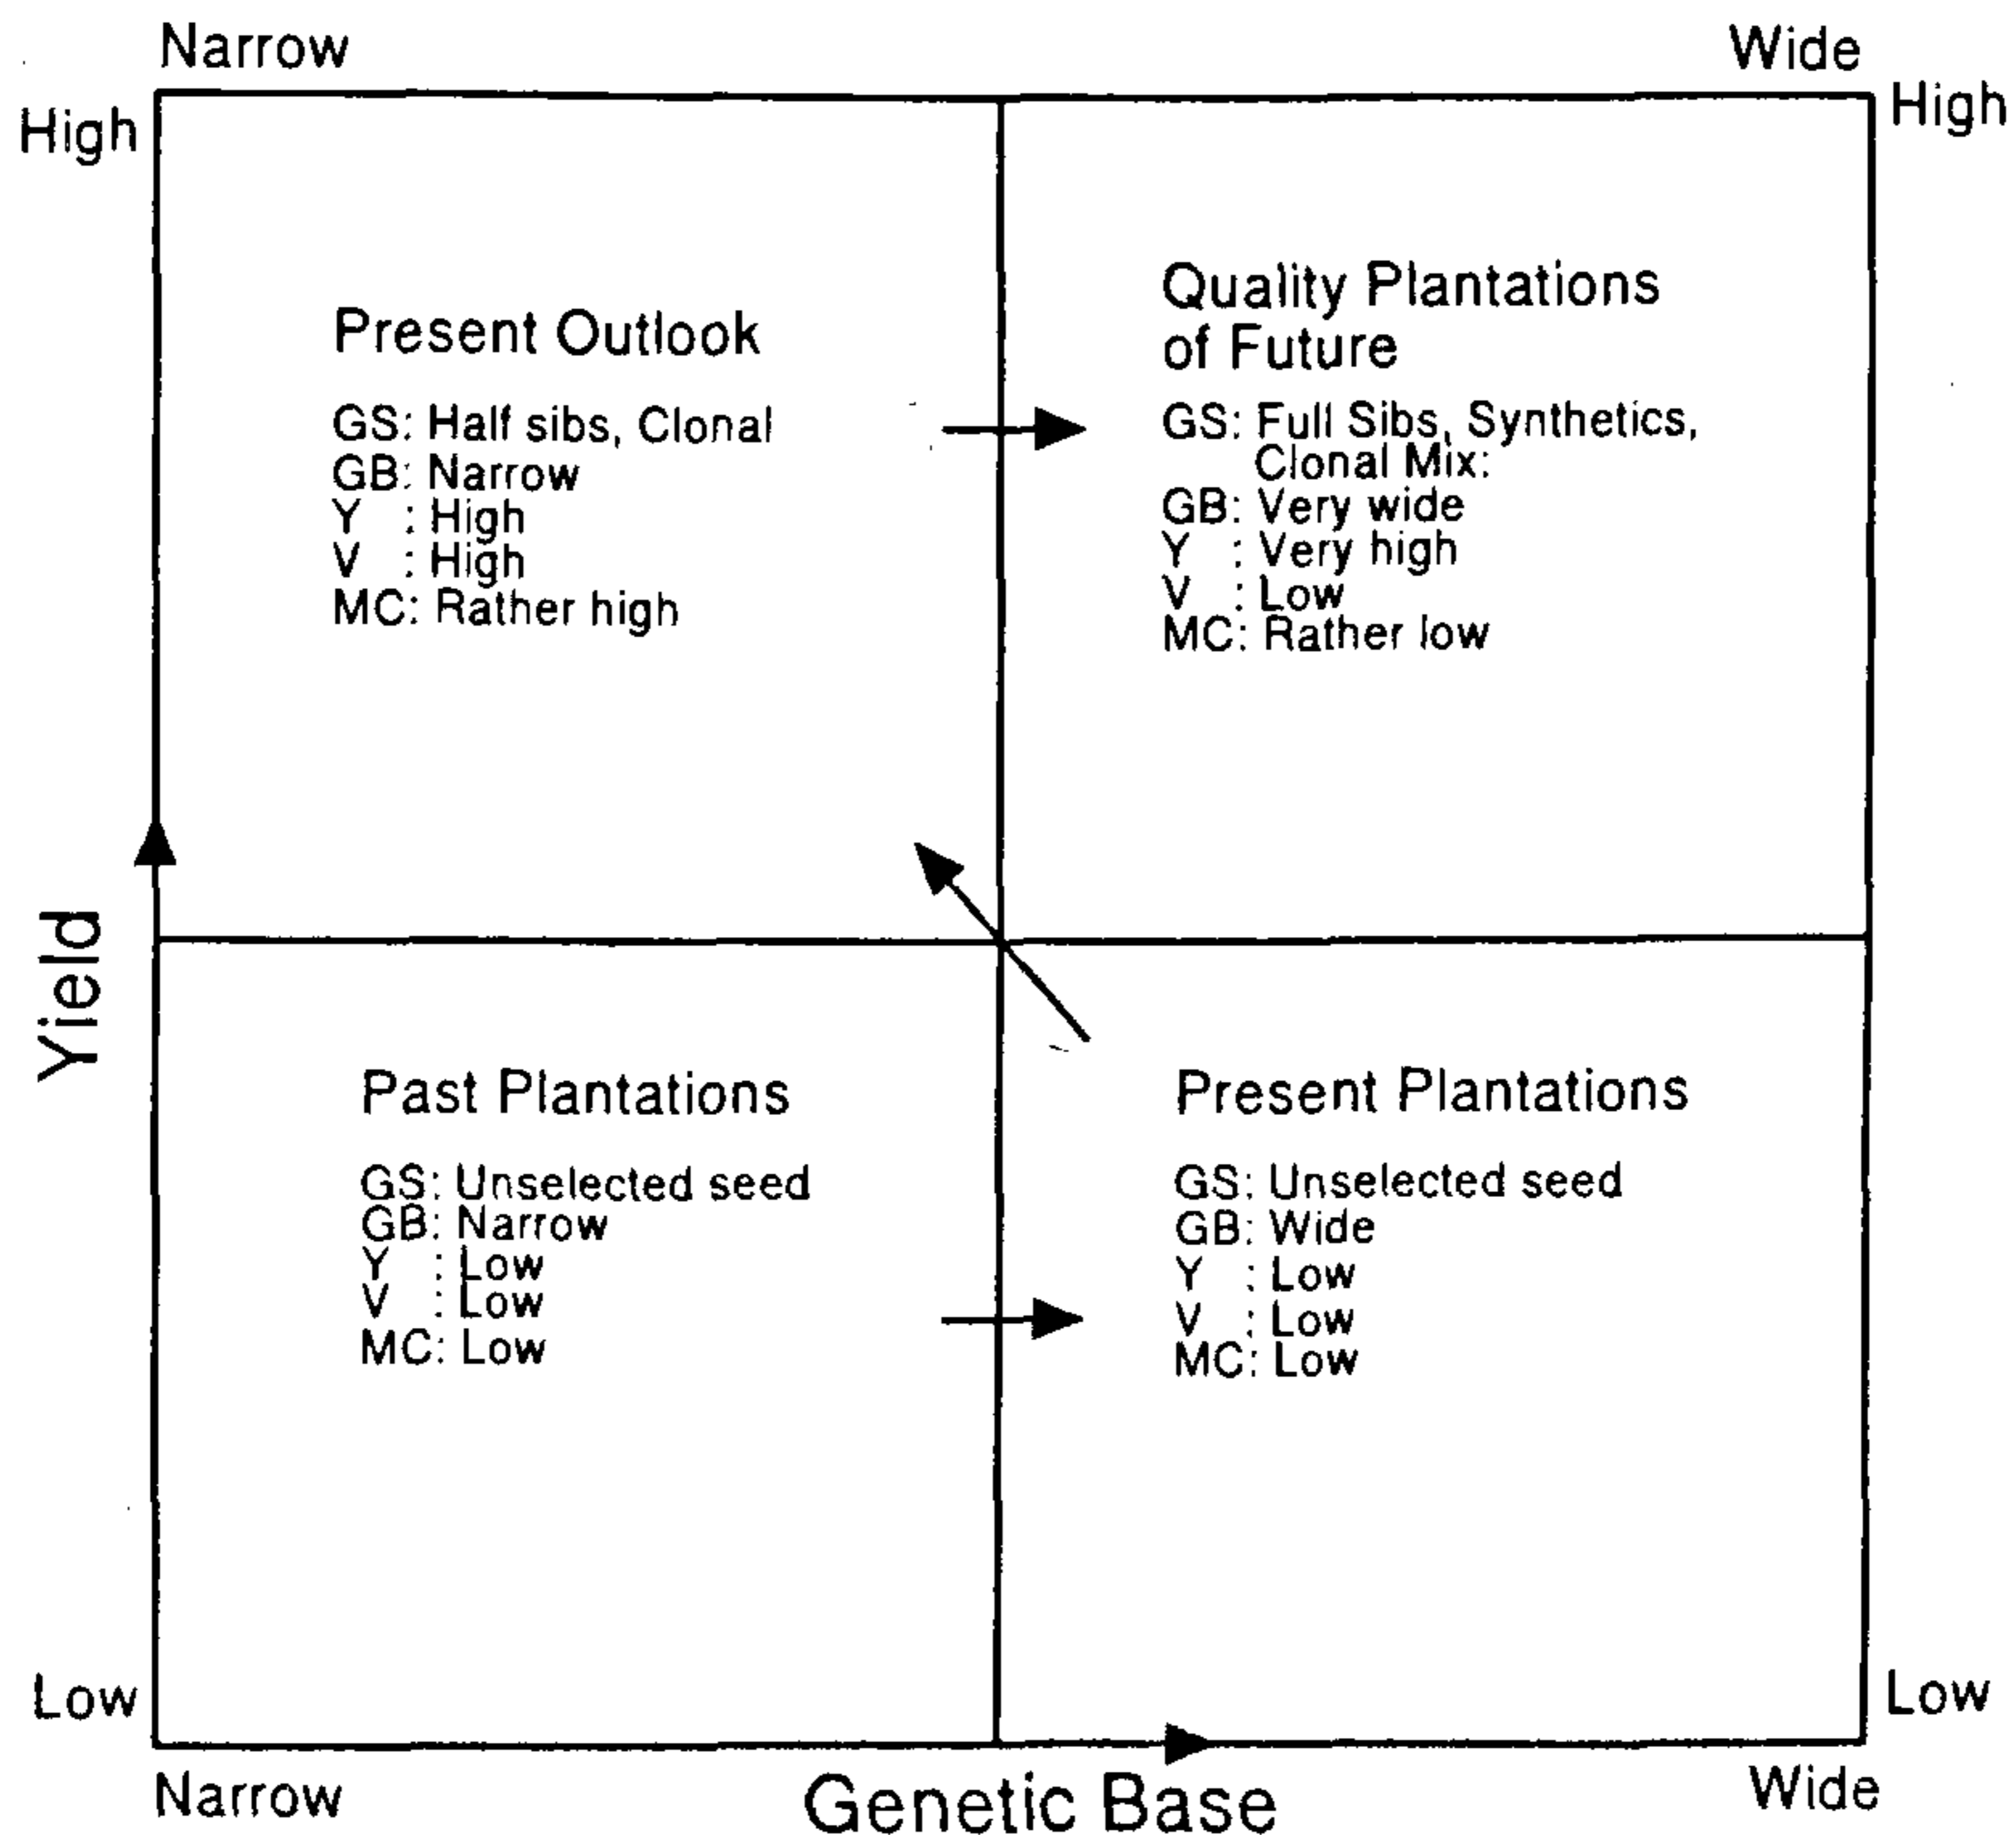 Narrow
Wide
High
High
Present Outlook
GS: Half sibs, Clonal
GB: Narrow
Y : High
V : High
MC: Rather high
Quality Plantations
of Future
GS: Full Sibs, Synthetics,
Clonal Mix:
GB: Very wide
Y : Very high
V : Low
MC: Rather low
Yield
Past Plantations
GS: Unselected seed
GB: Narrow
Y : Low
V : Low
MC: Low
Present Plantations
GS: Unselected seed
GB: Wide
Y : Low
V : Low
MC: Low
Low
Low
Narrow
Genetic Base
Wide